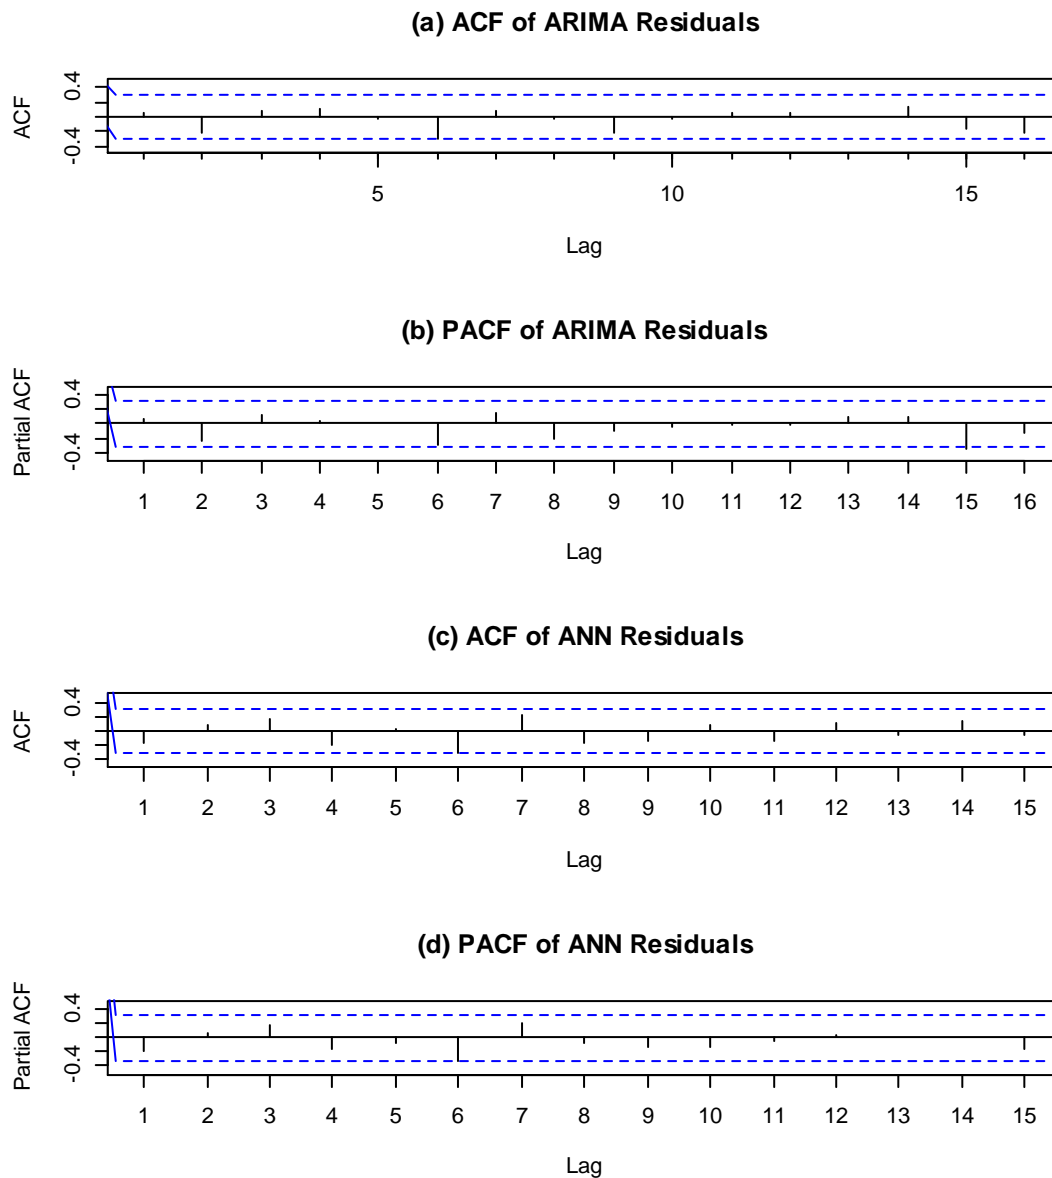 (a) ACF of ARIMA Residuals
ACF
0.4
-0.4
5 10 15
Lag
(b) PACF of ARIMA Residuals
Partial ACF
0.4
-0.4
1 2 3 4 5 6 7 8 9 10 11 12 13 14 15 16
Lag
(c) ACF of ANN Residuals
ACF
0.4
-0.4
1 2 3 4 5 6 7 8 9 10 11 12 13 14 15
Lag
(d) PACF of ANN Residuals
Partial ACF
0.4
-0.4
1 2 3 4 5 6 7 8 9 10 11 12 13 14 15
Lag